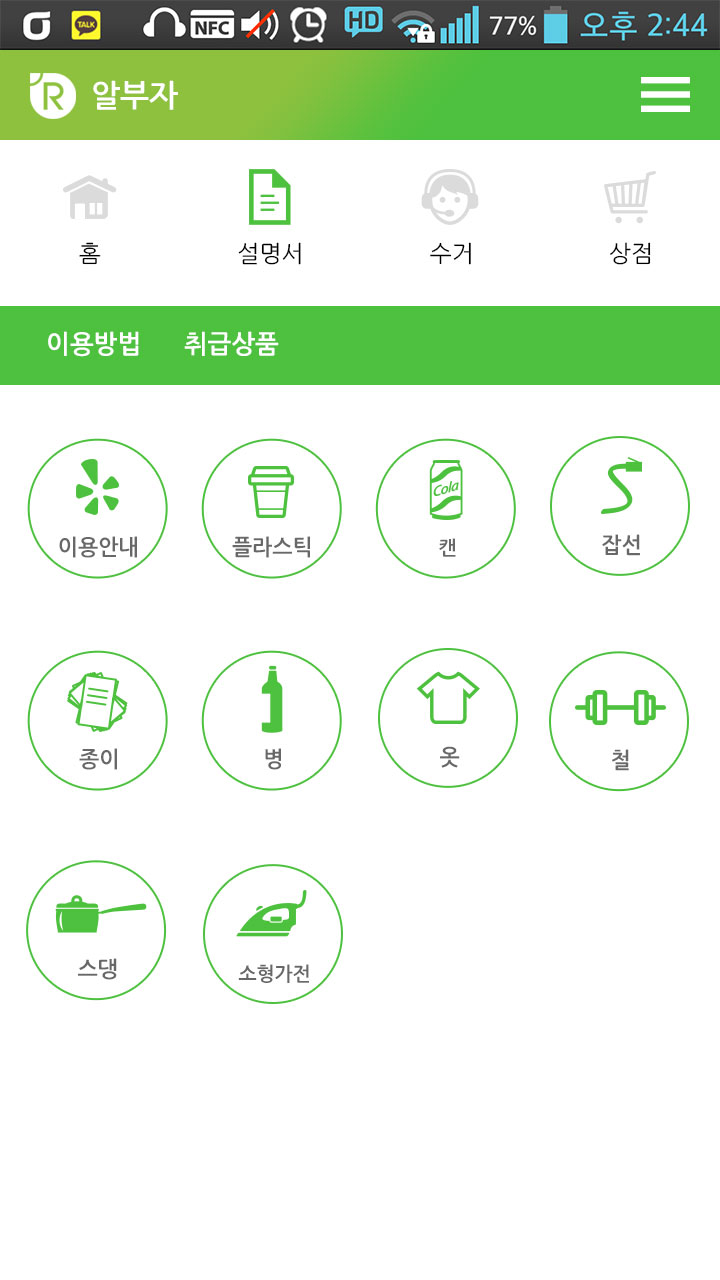 TALK NFC HD 77% 오후 2:44
R 알부자
홈 설명서 수거 상점
이용방법 취급상품
Cola
이용안내 플라스틱 캔 잡선
종이 병 옷 철
스댕 소형가전